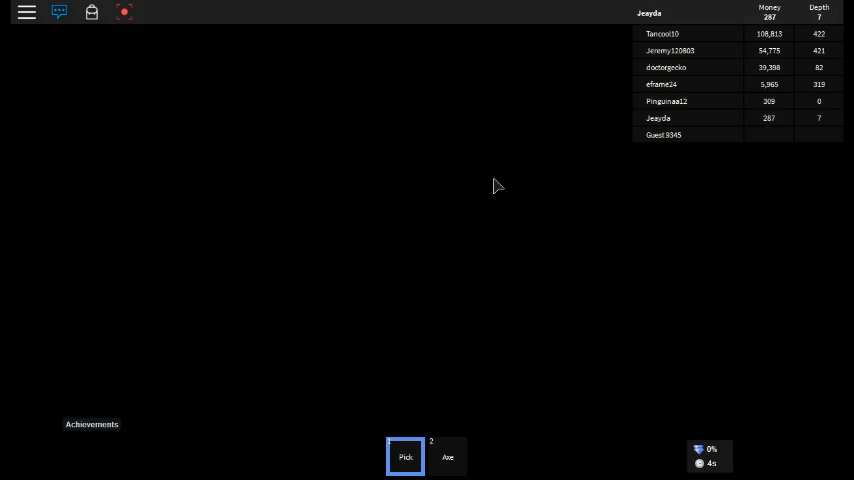 Jeayda Money 287 Depth 7
Tancool10 108,813 422
Jeremy120803 54,775 421
doctorgecko 39,398 82
eframe24 5,965 319
Pinguinaa12 309 0
Jeayda 287 7
Guest 9345
Achievements
1 Pick
2 Axe
0%
4s